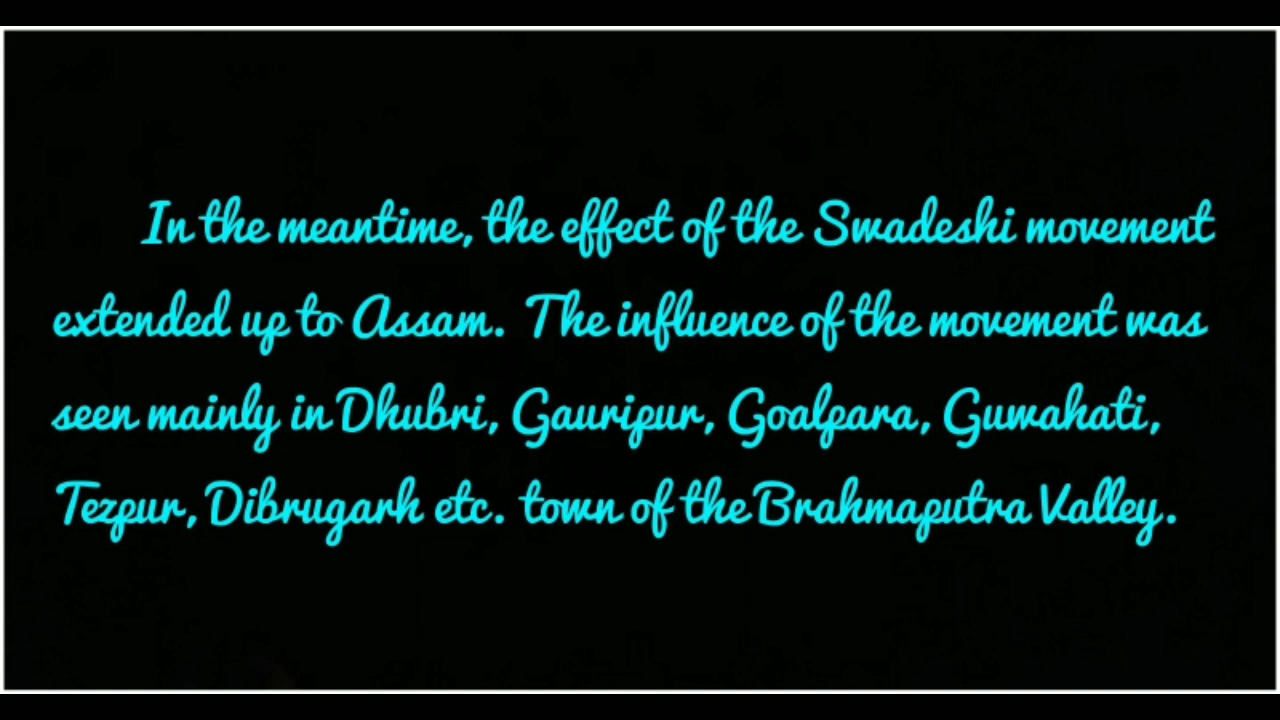 In the meantime, the effect of the Swadeshi movement
extended up to Assam. The influence of the movement was
seen mainly in Dhubri, Gauripur, Goalpara, Guwahati,
Tezpur, Dibrugarh etc. town of the Brahmaputra Valley.